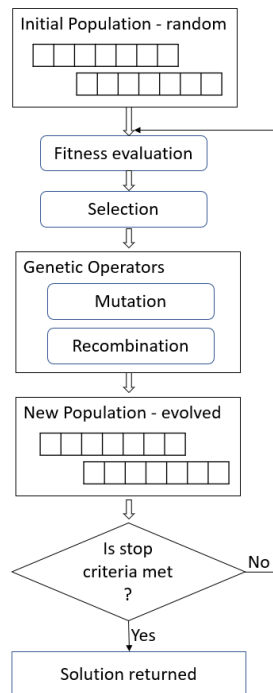 Initial Population - random
Fitness evaluation
Selection
Genetic Operators
Mutation
Recombination
New Population - evolved
Is stop
criteria met
?
No
Yes
Solution returned